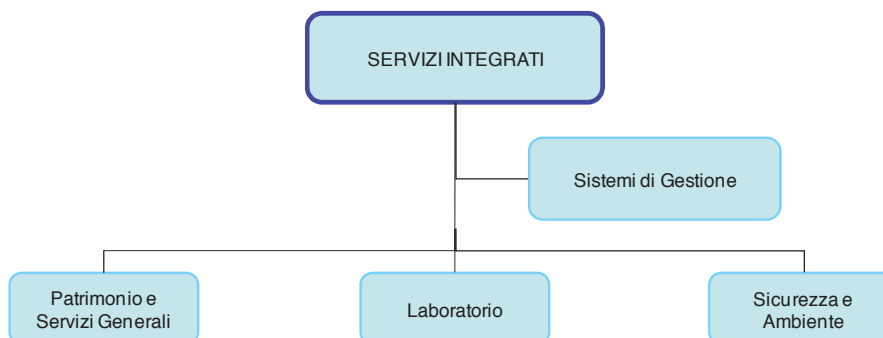 SERVIZI INTEGRATI
Sistemi di Gestione
Patrimonio e
Servizi Generali
Laboratorio
Sicurezza e
Ambiente